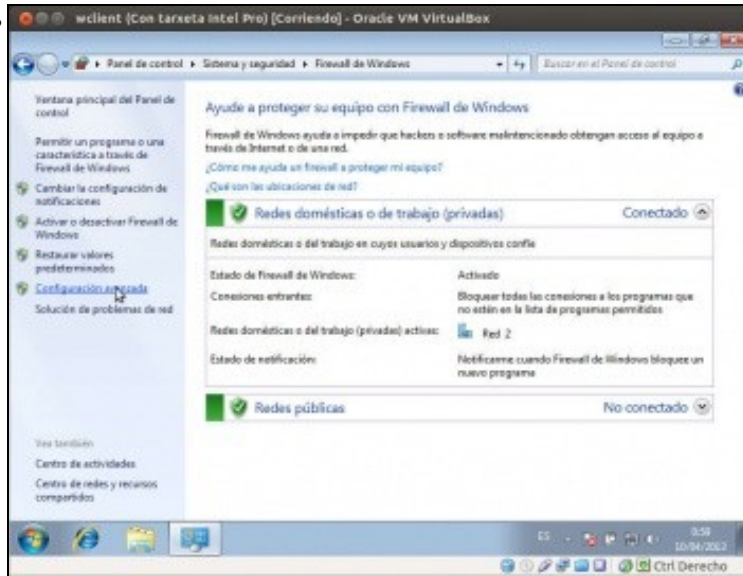 wclient (Con tarxeta Intel Pro) [Corriendo] - Oracle VM VirtualBox
Panel de control ▸ Sistema y seguridad ▸ Firewall de Windows
Buscar en el Panel de control
Ventana principal del Panel de
control
Permitir un programa o una
característica a través de
Firewall de Windows
Cambiar la configuración de
notificaciones
Activar o desactivar Firewall de
Windows
Restaurar valores
predeterminados
Configuración avanzada
Solución de problemas de red
Vea también
Centro de actividades
Centro de redes y recursos
compartidos
Ayude a proteger su equipo con Firewall de Windows
Firewall de Windows ayuda a impedir que hackers o software malintencionado obtengan acceso al equipo a
través de Internet o de una red.
¿Cómo me ayuda un firewall a proteger mi equipo?
¿Qué son las ubicaciones de red?
Redes domésticas o de trabajo (privadas) Conectado
Redes domésticas o del trabajo en cuyos usuarios y dispositivos confíe
Estado de Firewall de Windows: Activado
Conexiones entrantes: Bloquear todas las conexiones a los programas que
no estén en la lista de programas permitidos
Redes domésticas o del trabajo (privadas) activas: Red 2
Estado de notificación: Notificarme cuando Firewall de Windows bloquee un
nuevo programa
Redes públicas No conectado
ES
0:59
10/04/2013
Ctrl Derecho